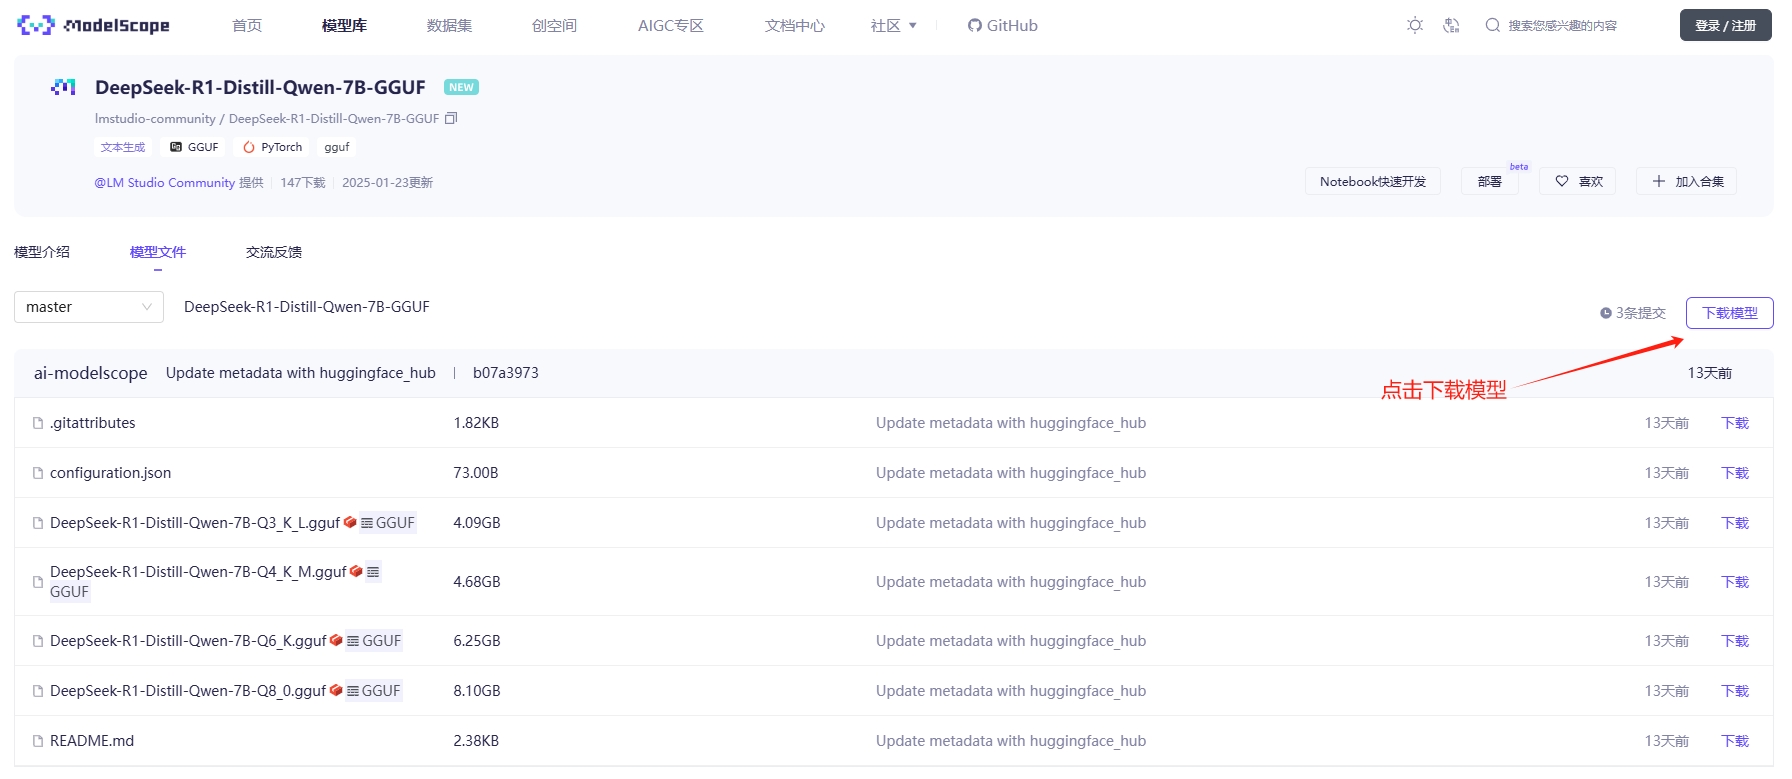 ModelScope 首页 模型库 数据集 创空间 AIGC专区 文档中心 社区 GitHub 搜索您感兴趣的内容 登录 / 注册
DeepSeek-R1-Distill-Qwen-7B-GGUF NEW
lmstudio-community / DeepSeek-R1-Distill-Qwen-7B-GGUF
文本生成 GGUF PyTorch gguf
@LM Studio Community 提供 147下载 2025-01-23更新
Notebook快速开发 部署 beta 喜欢 加入合集
模型介绍 模型文件 交流反馈
master DeepSeek-R1-Distill-Qwen-7B-GGUF 3条提交 下载模型
ai-modelscope Update metadata with huggingface_hub | b07a3973 13天前
点击下载模型
.gitattributes 1.82KB Update metadata with huggingface_hub 13天前 下载
configuration.json 73.00B Update metadata with huggingface_hub 13天前 下载
DeepSeek-R1-Distill-Qwen-7B-Q3_K_L.gguf GGUF 4.09GB Update metadata with huggingface_hub 13天前 下载
DeepSeek-R1-Distill-Qwen-7B-Q4_K_M.gguf
GGUF 4.68GB Update metadata with huggingface_hub 13天前 下载
DeepSeek-R1-Distill-Qwen-7B-Q6_K.gguf GGUF 6.25GB Update metadata with huggingface_hub 13天前 下载
DeepSeek-R1-Distill-Qwen-7B-Q8_0.gguf GGUF 8.10GB Update metadata with huggingface_hub 13天前 下载
README.md 2.38KB Update metadata with huggingface_hub 13天前 下载